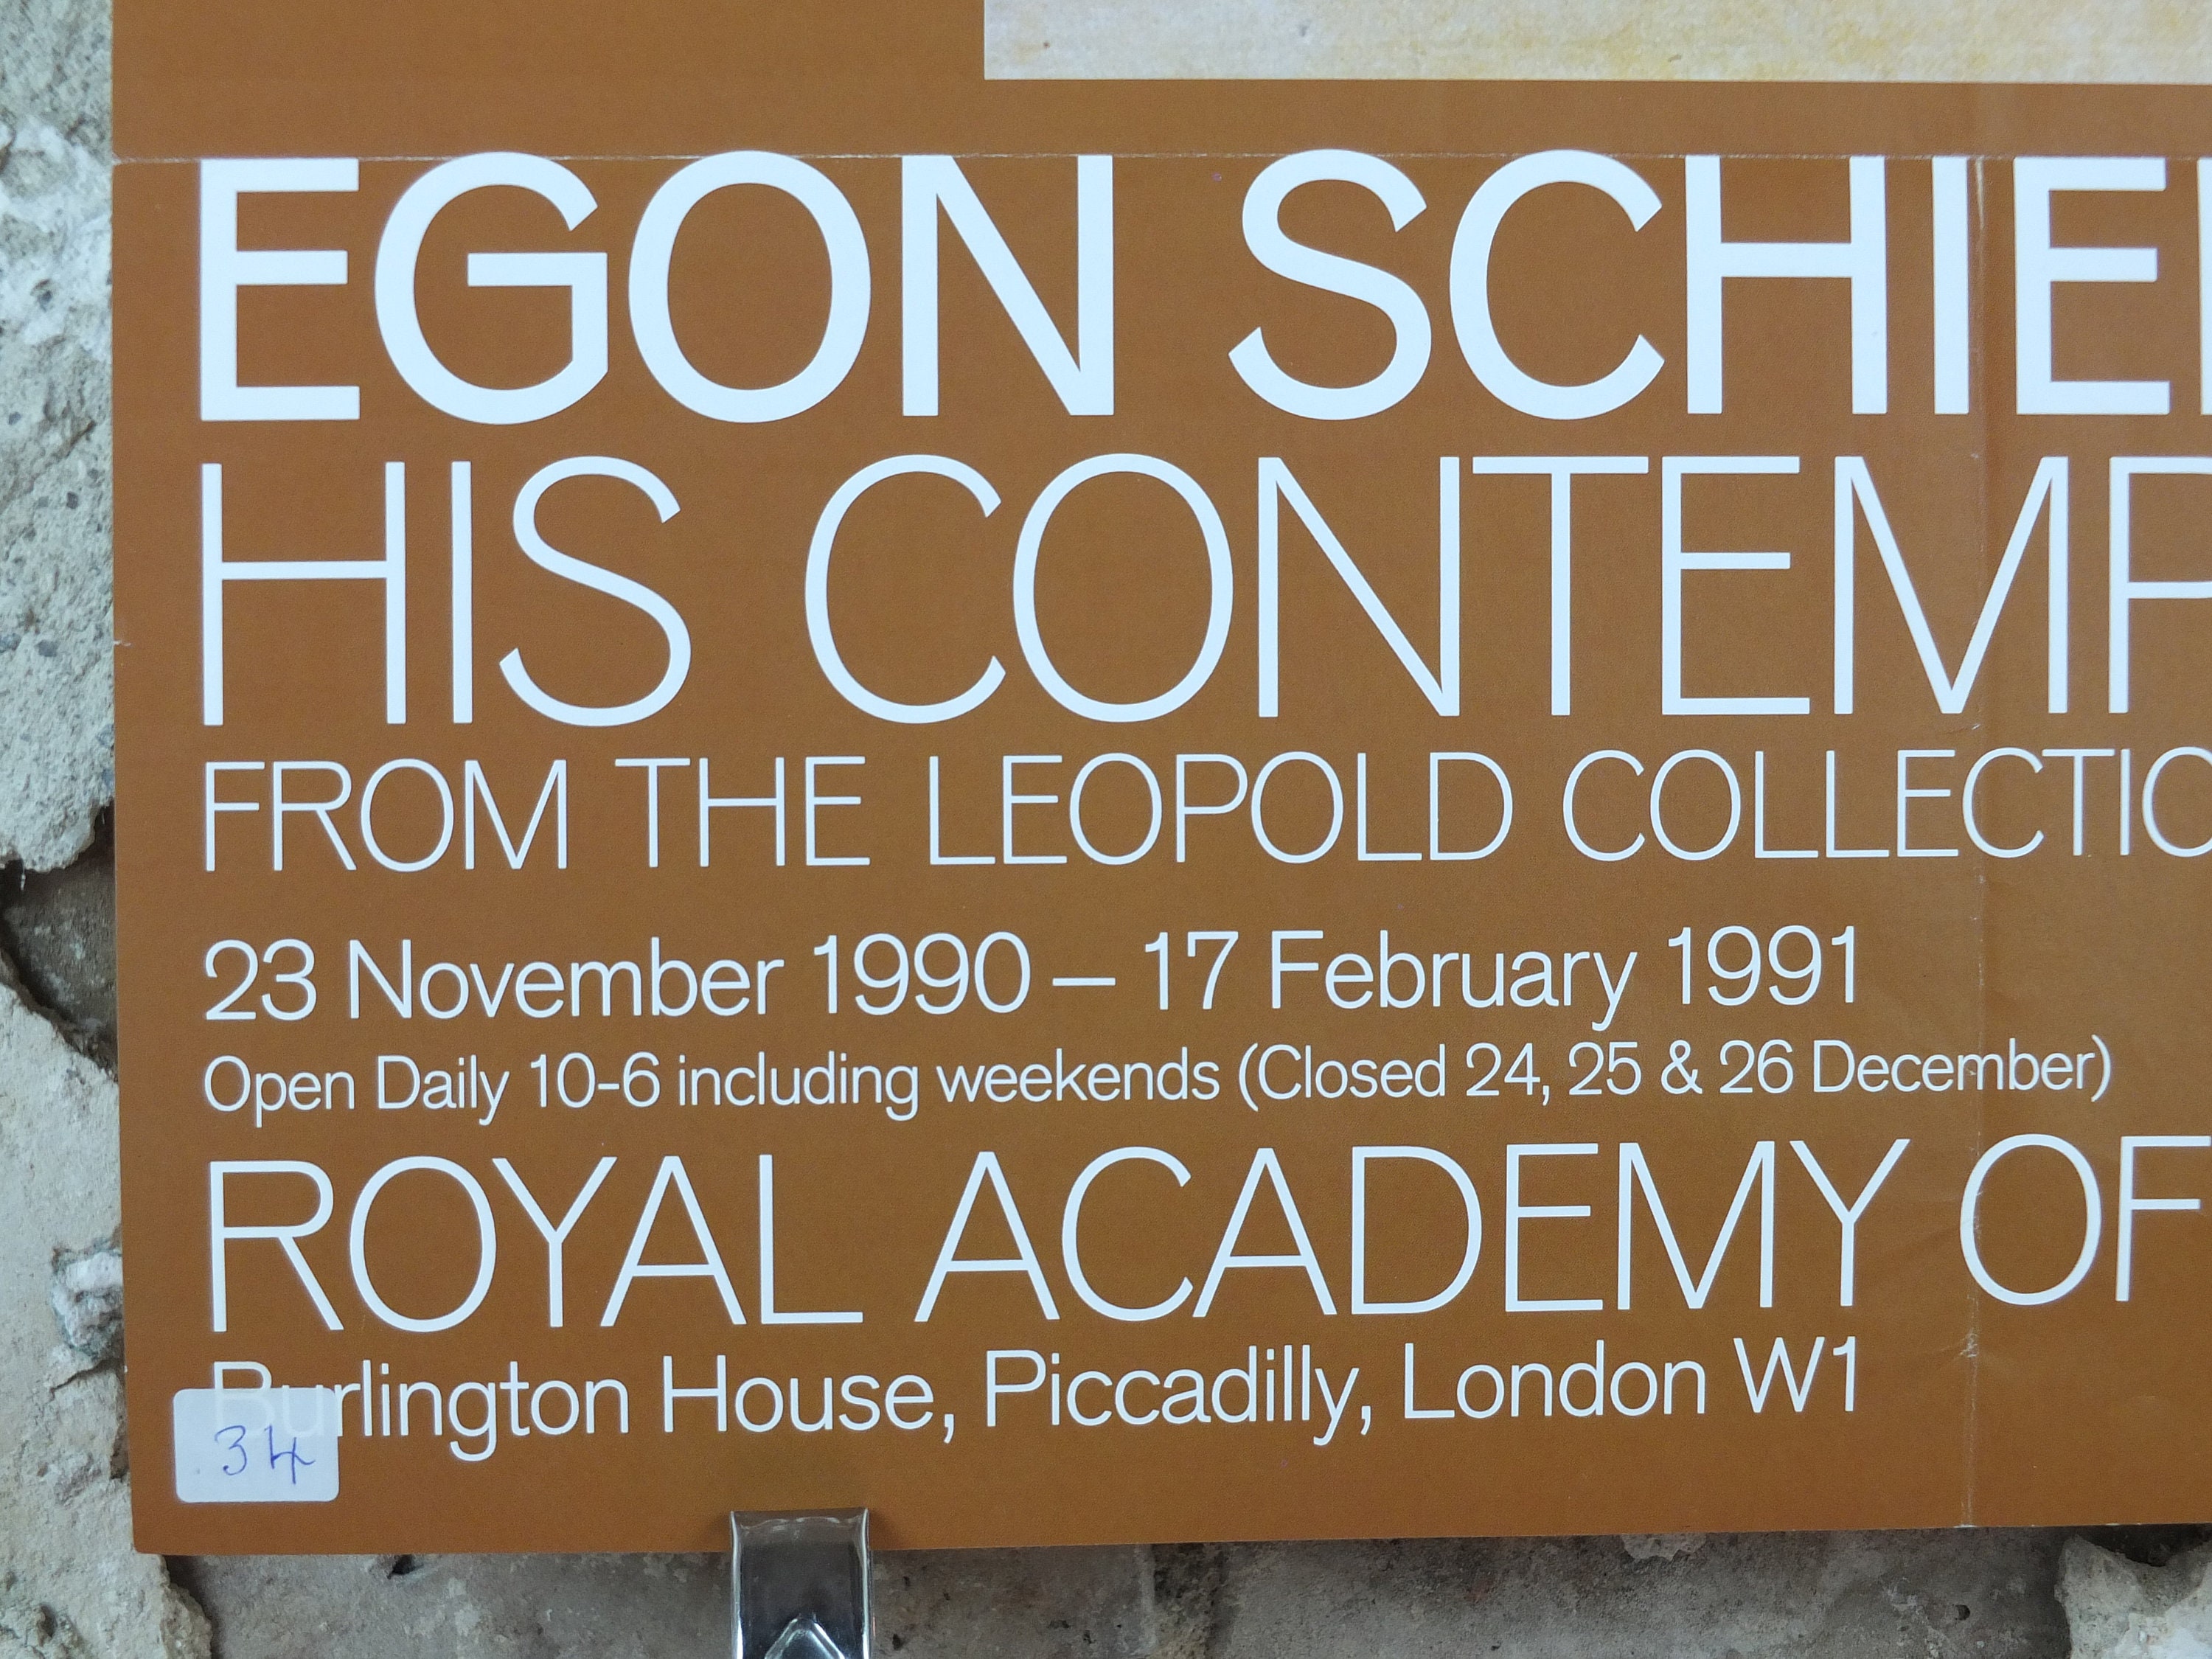 EGON SCHIE
HIS CONTEMP
FROM THE LEOPOLD COLLECTIO
23 November 1990 – 17 February 1991
Open Daily 10-6 including weekends (Closed 24, 25 & 26 December)
ROYAL ACADEMY OF
Burlington House, Piccadilly, London W1
34